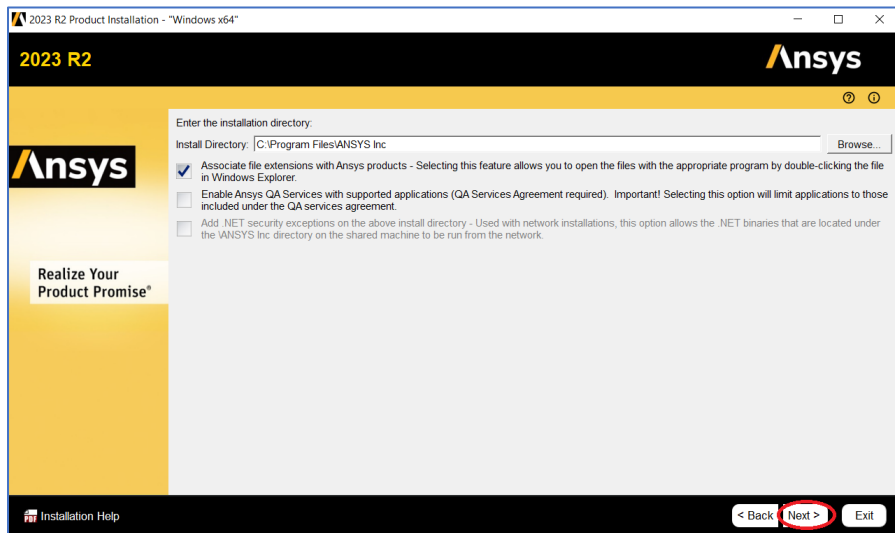 2023 R2 Product Installation - "Windows x64"
2023 R2
Ansys
Enter the installation directory:
Install Directory: C:\Program Files\ANSYS Inc
Browse...
Associate file extensions with Ansys products - Selecting this feature allows you to open the files with the appropriate program by double-clicking the file
in Windows Explorer.
Enable Ansys QA Services with supported applications (QA Services Agreement required). Important! Selecting this option will limit applications to those
included under the QA services agreement.
Add .NET security exceptions on the above install directory - Used with network installations, this option allows the .NET binaries that are located under
the \ANSYS Inc directory on the shared machine to be run from the network.
Ansys
Realize Your
Product Promise®
PDF Installation Help
< Back
Next >
Exit